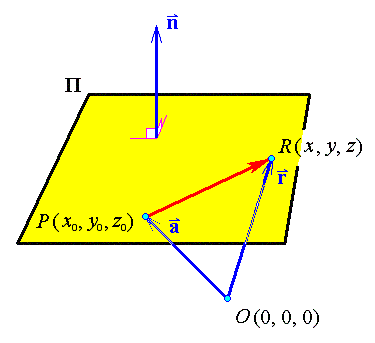 n⃗
Π
R(x, y, z)
r⃗
P(x₀, y₀, z₀)
a⃗
O(0, 0, 0)